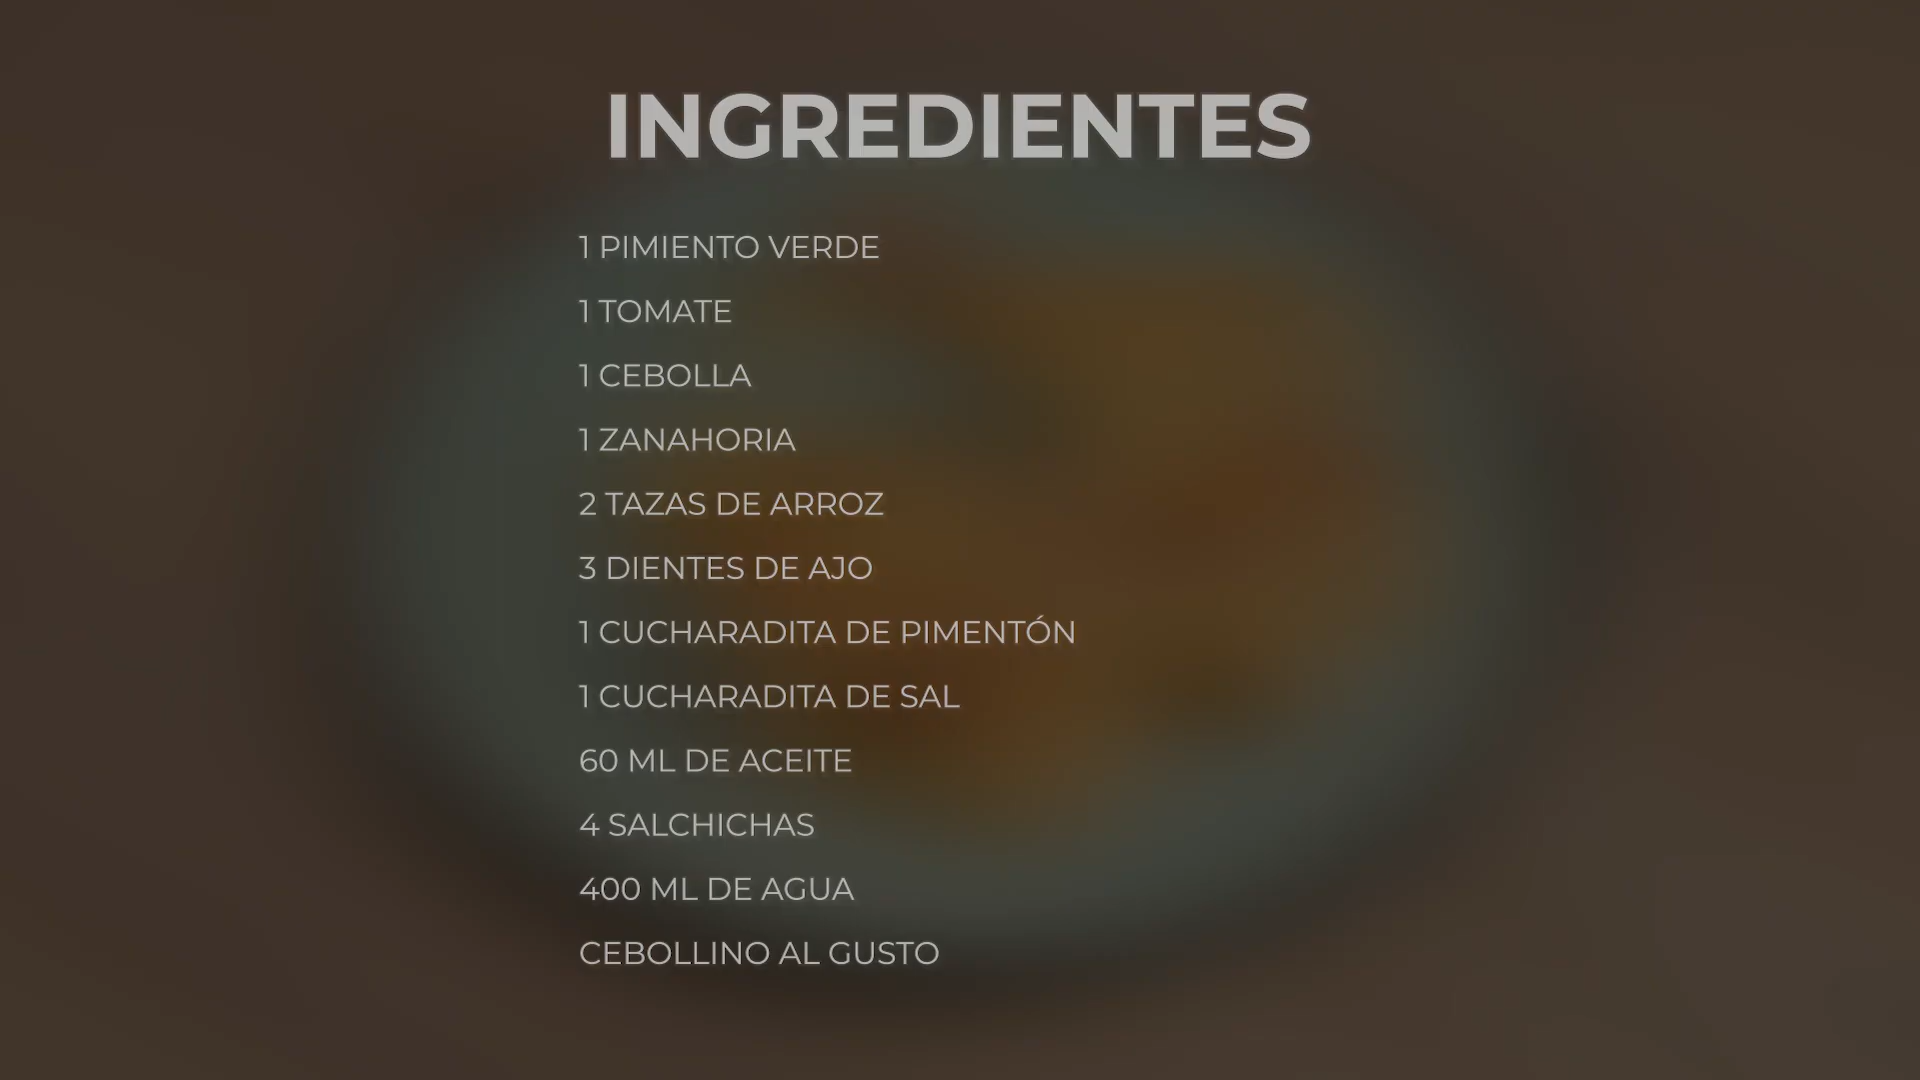 INGREDIENTES
1 PIMIENTO VERDE
1 TOMATE
1 CEBOLLA
1 ZANAHORIA
2 TAZAS DE ARROZ
3 DIENTES DE AJO
1 CUCHARADITA DE PIMENTÓN
1 CUCHARADITA DE SAL
60 ML DE ACEITE
4 SALCHICHAS
400 ML DE AGUA
CEBOLLINO AL GUSTO